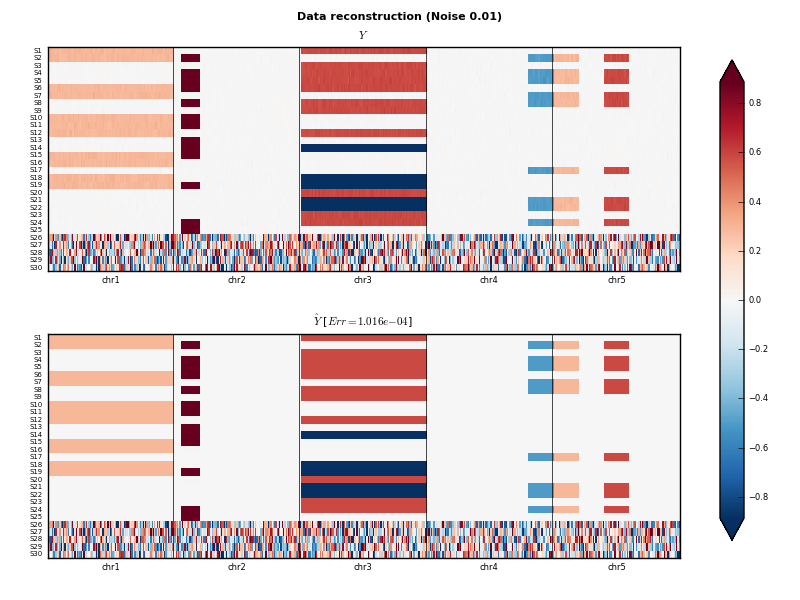 Data reconstruction (Noise 0.01)
Y
S1
S2
S3
S4
S5
S6
S7
S8
S9
S10
S11
S12
S13
S14
S15
S16
S17
S18
S19
S20
S21
S22
S23
S24
S25
S26
S27
S28
S29
S30
chr1 chr2 chr3 chr4 chr5
0.8
0.6
0.4
0.2
0.0
−0.2
−0.4
−0.6
−0.8
Ŷ [Err=1.016e−04]
S1
S2
S3
S4
S5
S6
S7
S8
S9
S10
S11
S12
S13
S14
S15
S16
S17
S18
S19
S20
S21
S22
S23
S24
S25
S26
S27
S28
S29
S30
chr1 chr2 chr3 chr4 chr5